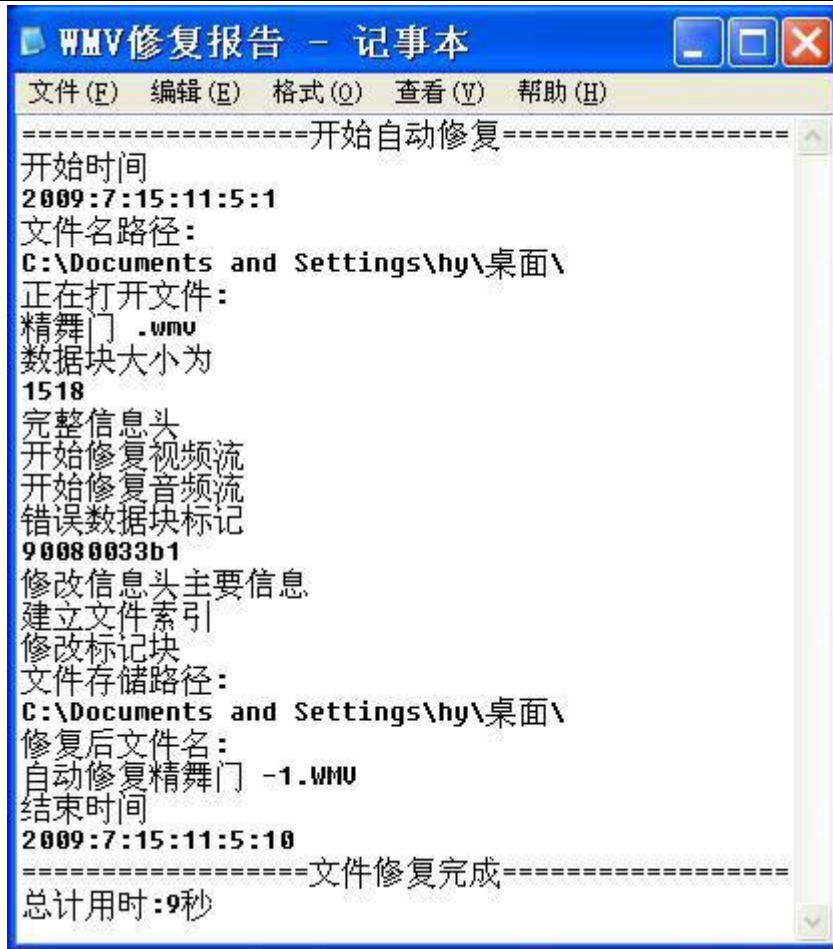 WMV修复报告 - 记事本
文件(F) 编辑(E) 格式(O) 查看(V) 帮助(H)
==================开始自动修复==================
开始时间
2009:7:15:11:5:1
文件名路径:
C:\Documents and Settings\hy\桌面\
正在打开文件:
精舞门 .wmv
数据块大小为
1518
完整信息头
开始修复视频流
开始修复音频流
错误数据块标记
90080033b1
修改信息头主要信息
建立文件索引
修改标记块
文件存储路径:
C:\Documents and Settings\hy\桌面\
修复后文件名:
自动修复精舞门 -1.WMV
结束时间
2009:7:15:11:5:10
==================文件修复完成==================
总计用时:9秒